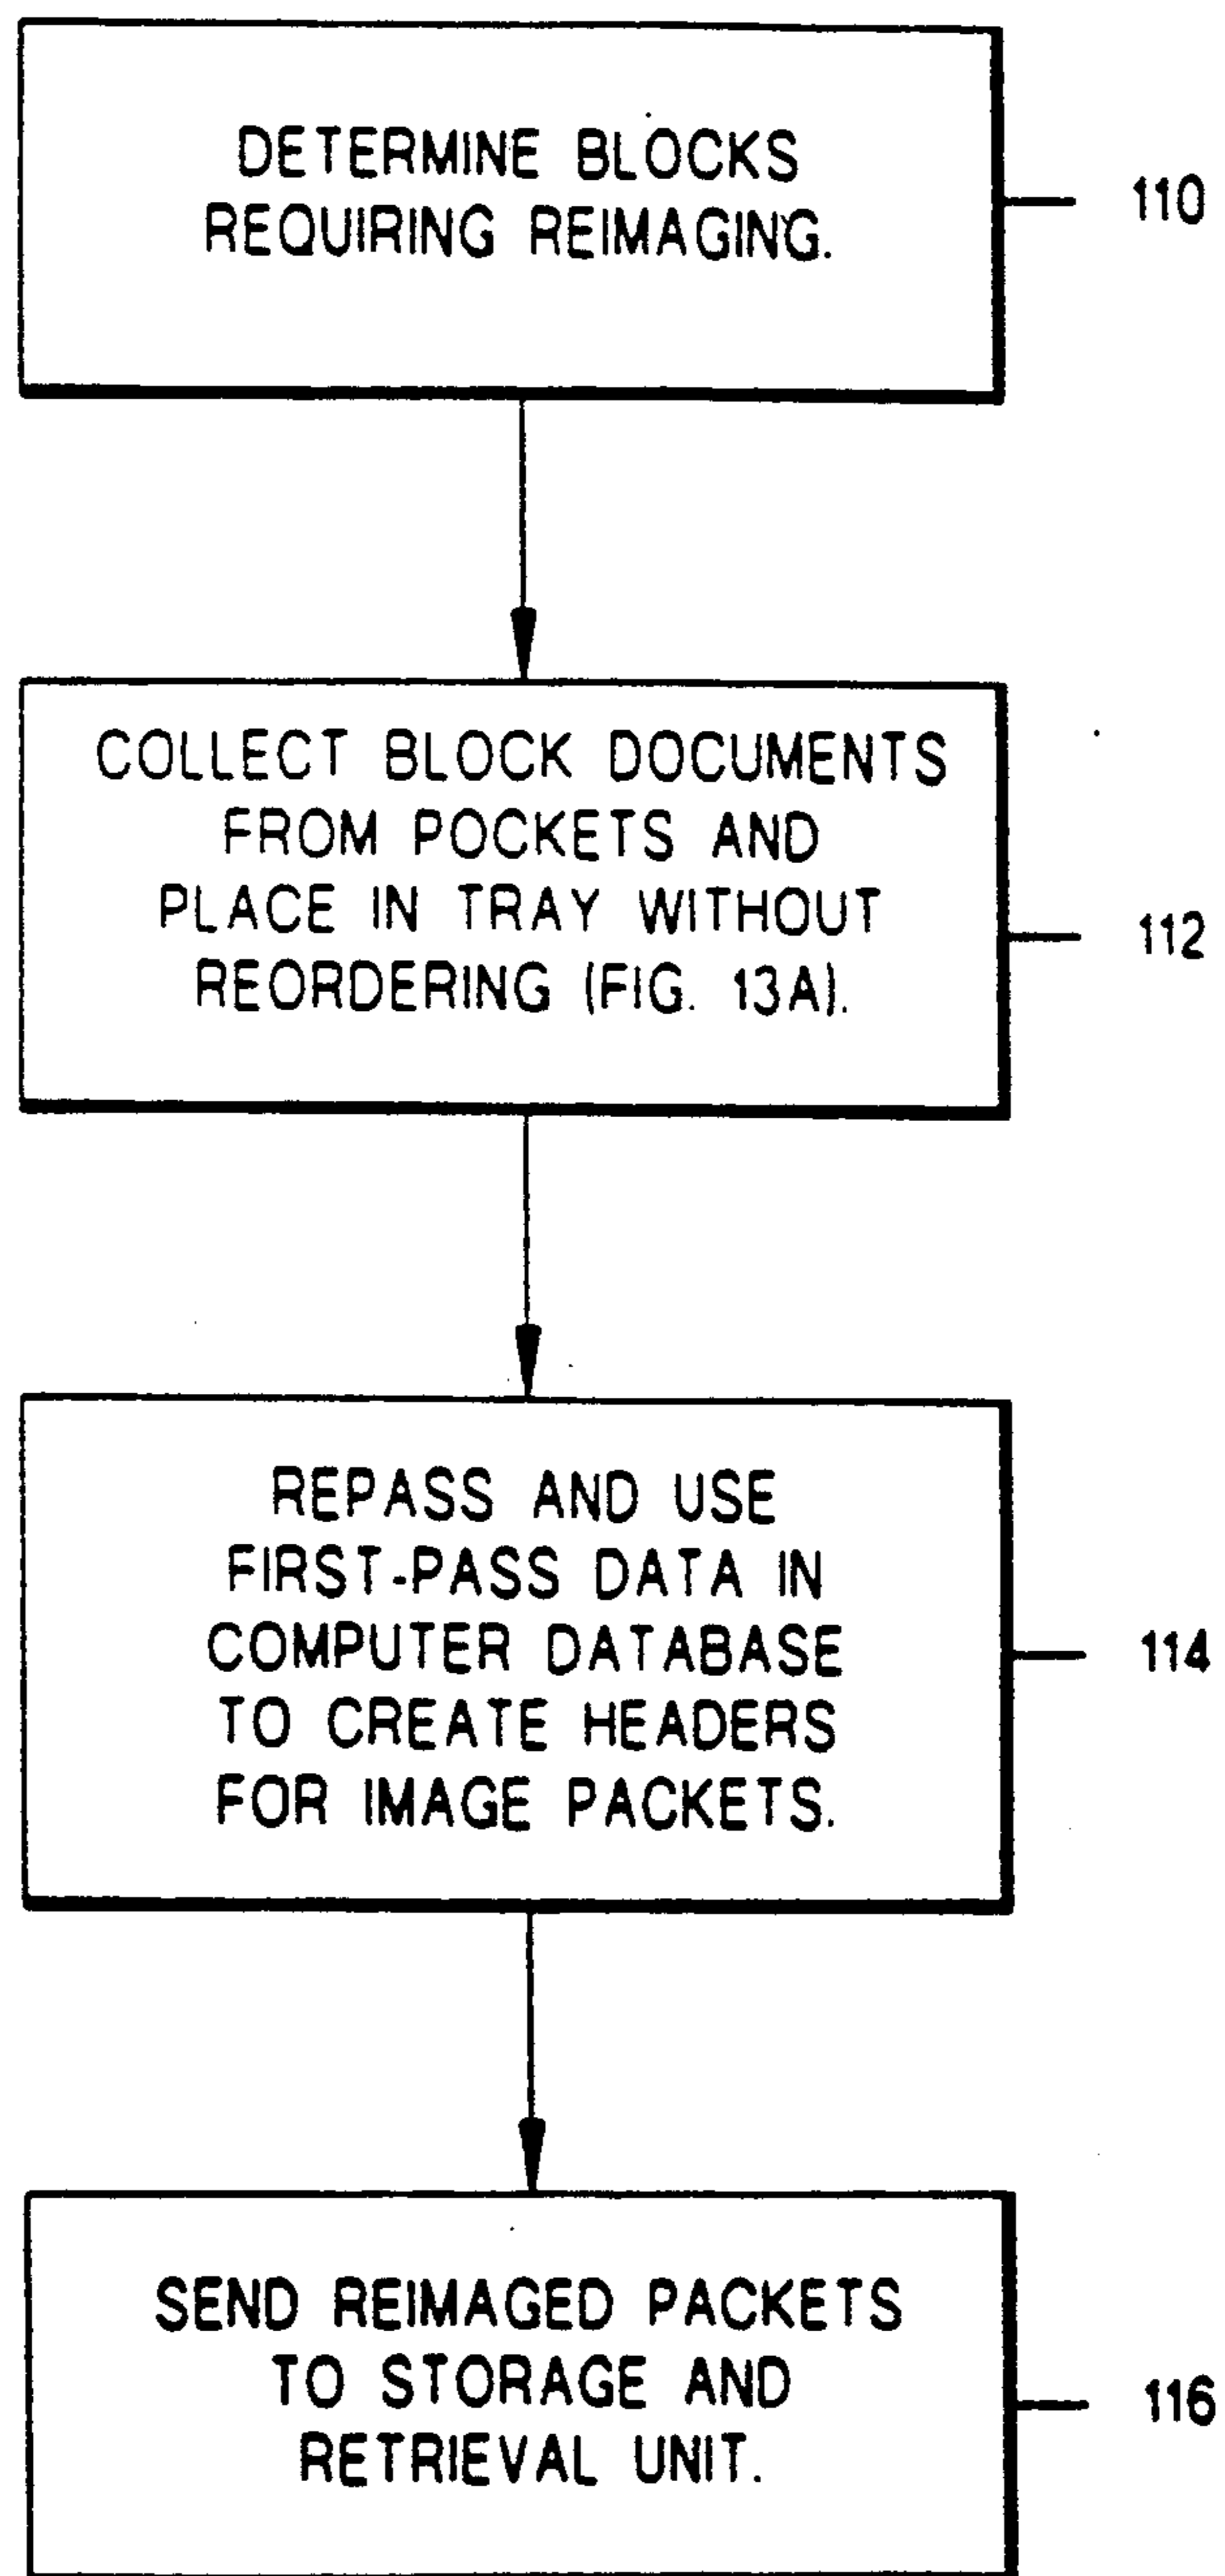 DETERMINE BLOCKS
REQUIRING REIMAGING.
110
COLLECT BLOCK DOCUMENTS
FROM POCKETS AND
PLACE IN TRAY WITHOUT
REORDERING (FIG. 13A).
112
REPASS AND USE
FIRST-PASS DATA IN
COMPUTER DATABASE
TO CREATE HEADERS
FOR IMAGE PACKETS.
114
SEND REIMAGED PACKETS
TO STORAGE AND
RETRIEVAL UNIT.
116